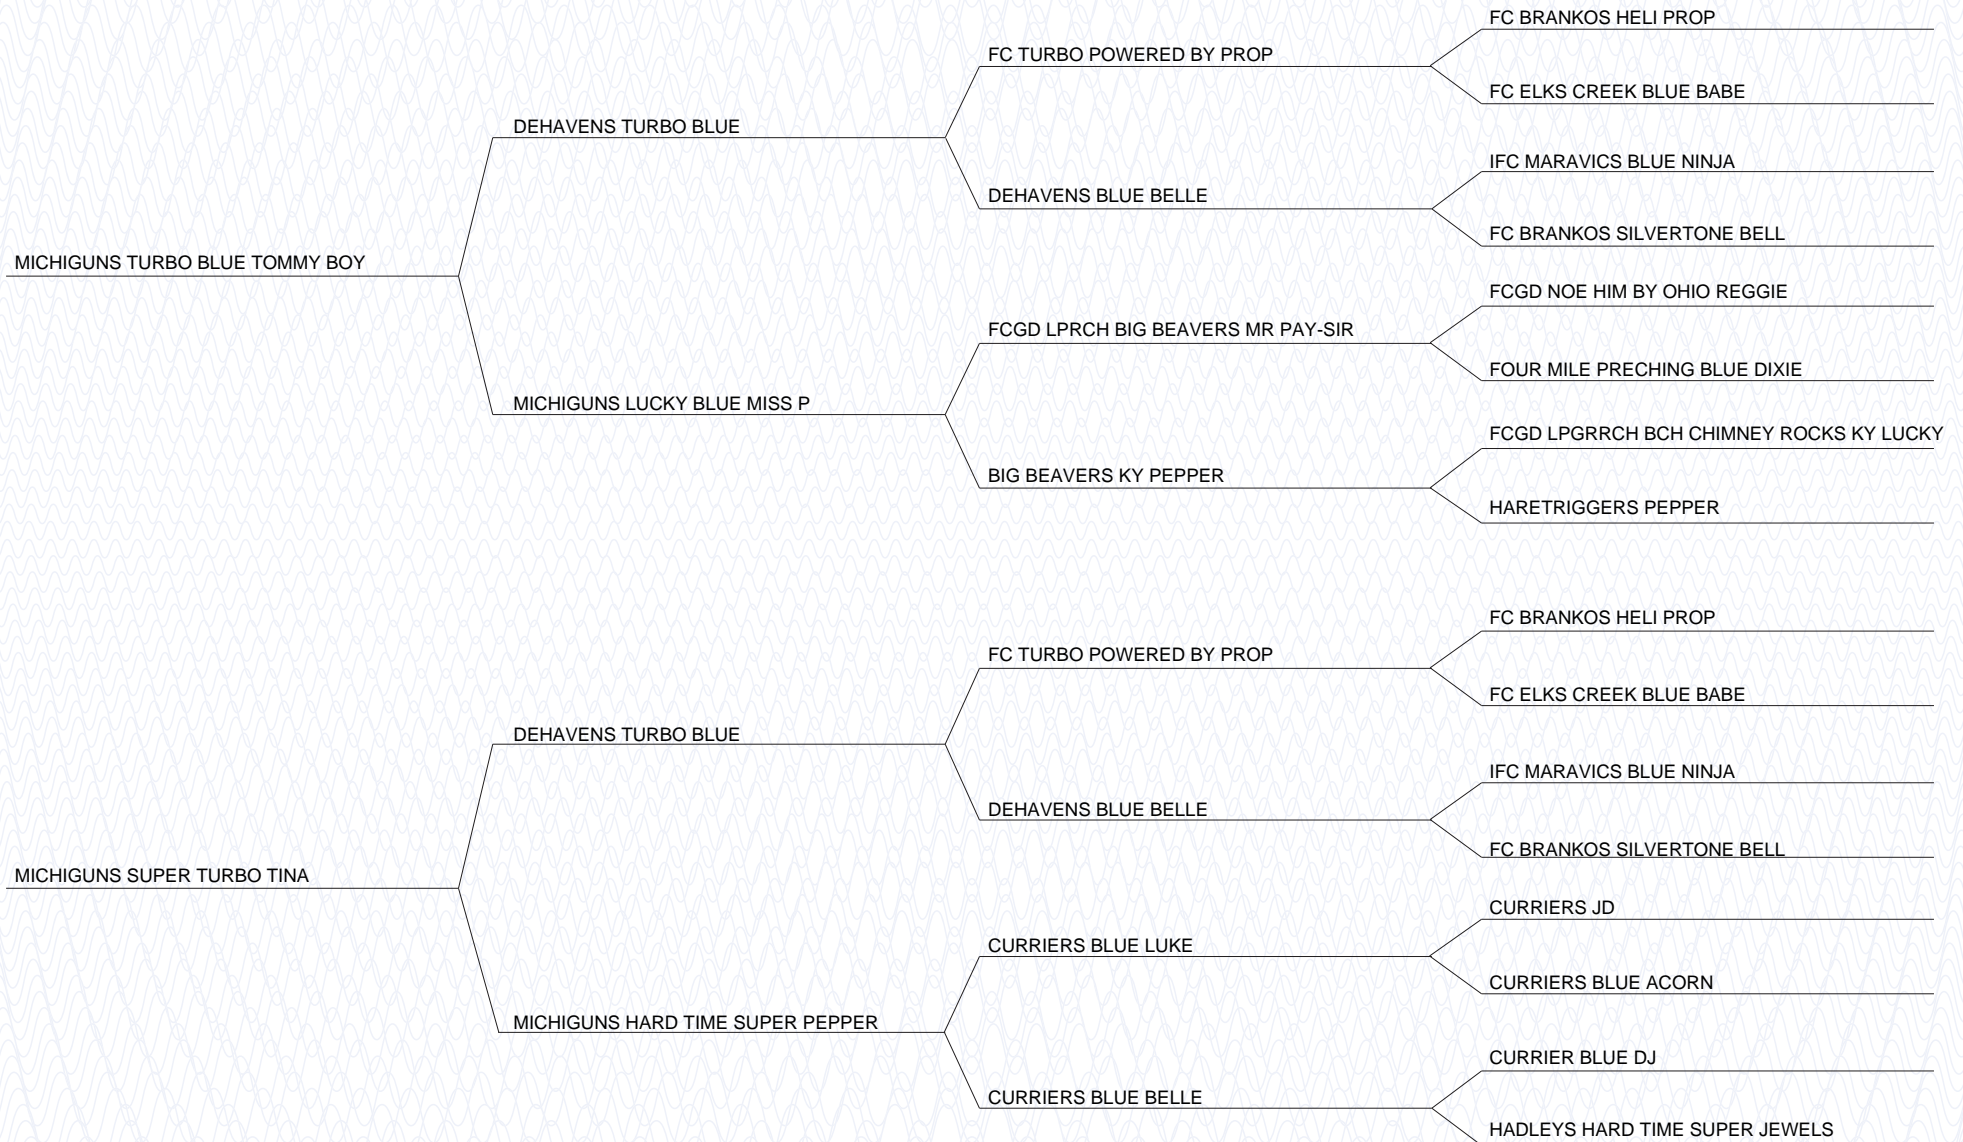 FC BRANKOS HELI PROP
FC TURBO POWERED BY PROP
FC ELKS CREEK BLUE BABE
DEHAVENS TURBO BLUE
IFC MARAVICS BLUE NINJA
DEHAVENS BLUE BELLE
FC BRANKOS SILVERTONE BELL
MICHIGUNS TURBO BLUE TOMMY BOY
FCGD NOE HIM BY OHIO REGGIE
FCGD LPRCH BIG BEAVERS MR PAY-SIR
FOUR MILE PRECHING BLUE DIXIE
MICHIGUNS LUCKY BLUE MISS P
FCGD LPGRRCH BCH CHIMNEY ROCKS KY LUCKY
BIG BEAVERS KY PEPPER
HARETRIGGERS PEPPER
FC BRANKOS HELI PROP
FC TURBO POWERED BY PROP
FC ELKS CREEK BLUE BABE
DEHAVENS TURBO BLUE
IFC MARAVICS BLUE NINJA
DEHAVENS BLUE BELLE
FC BRANKOS SILVERTONE BELL
MICHIGUNS SUPER TURBO TINA
CURRIERS JD
CURRIERS BLUE LUKE
CURRIERS BLUE ACORN
MICHIGUNS HARD TIME SUPER PEPPER
CURRIER BLUE DJ
CURRIERS BLUE BELLE
HADLEYS HARD TIME SUPER JEWELS